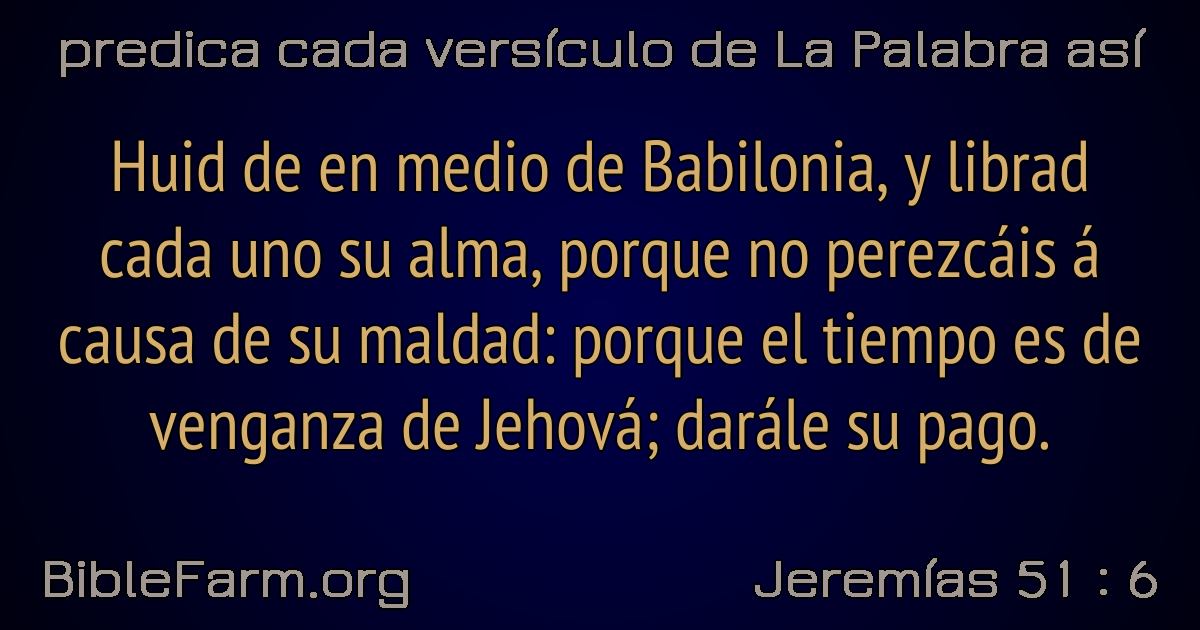 predica cada versículo de La Palabra así
Huid de en medio de Babilonia, y librad
cada uno su alma, porque no perezcáis á
causa de su maldad: porque el tiempo es de
venganza de Jehová; darále su pago.
BibleFarm.org
Jeremías 51 : 6